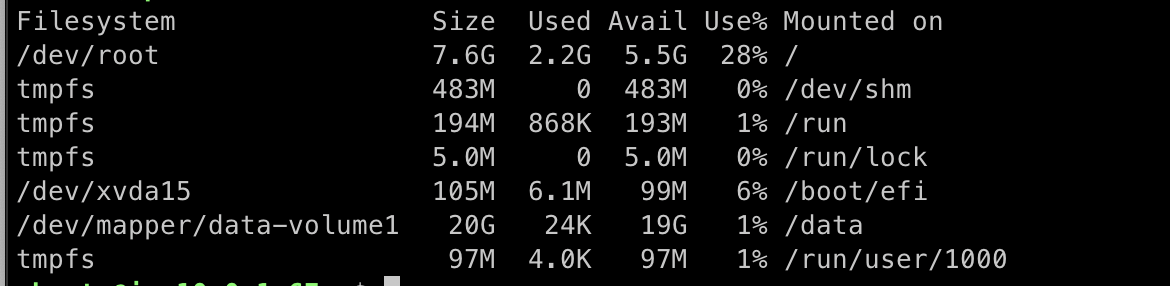 Filesystem Size Used Avail Use% Mounted on
/dev/root 7.6G 2.2G 5.5G 28% /
tmpfs 483M 0 483M 0% /dev/shm
tmpfs 194M 868K 193M 1% /run
tmpfs 5.0M 0 5.0M 0% /run/lock
/dev/xvda15 105M 6.1M 99M 6% /boot/efi
/dev/mapper/data-volume1 20G 24K 19G 1% /data
tmpfs 97M 4.0K 97M 1% /run/user/1000